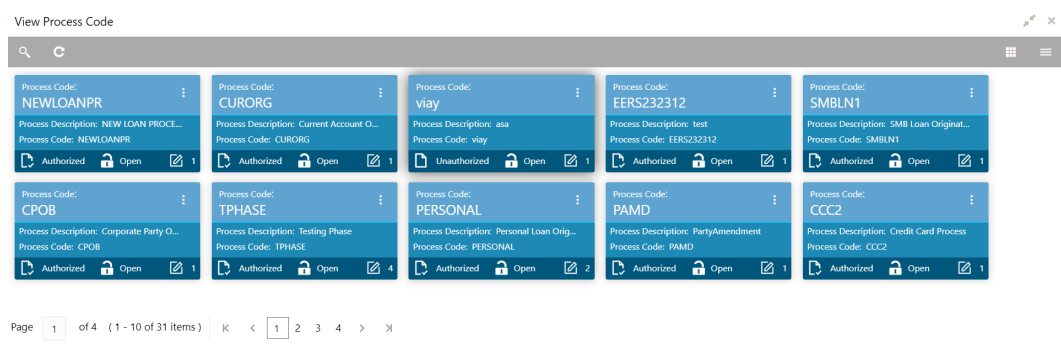 View Process Code
Process Code: Process Code: Process Code: Process Code: Process Code:
NEWLOANPR CURORG viay EERS232312 SMBLN1
Process Description: NEW LOAN PROCE... Process Description: Current Account O... Process Description: asa Process Description: test Process Description: SMB Loan Originat...
Process Code: NEWLOANPR Process Code: CURORG Process Code: viay Process Code: EERS232312 Process Code: SMBLN1
Authorized Open 1 Authorized Open 1 Unauthorized Open 1 Authorized Open 1 Authorized Open 1
Process Code: Process Code: Process Code: Process Code: Process Code:
CPOB TPHASE PERSONAL PAMD CCC2
Process Description: Corporate Party O... Process Description: Testing Phase Process Description: Personal Loan Orig... Process Description: PartyAmendment Process Description: Credit Card Process
Process Code: CPOB Process Code: TPHASE Process Code: PERSONAL Process Code: PAMD Process Code: CCC2
Authorized Open 1 Authorized Open 4 Authorized Open 2 Authorized Open 1 Authorized Open 1
Page 1 of 4 ( 1 - 10 of 31 items ) 1 2 3 4